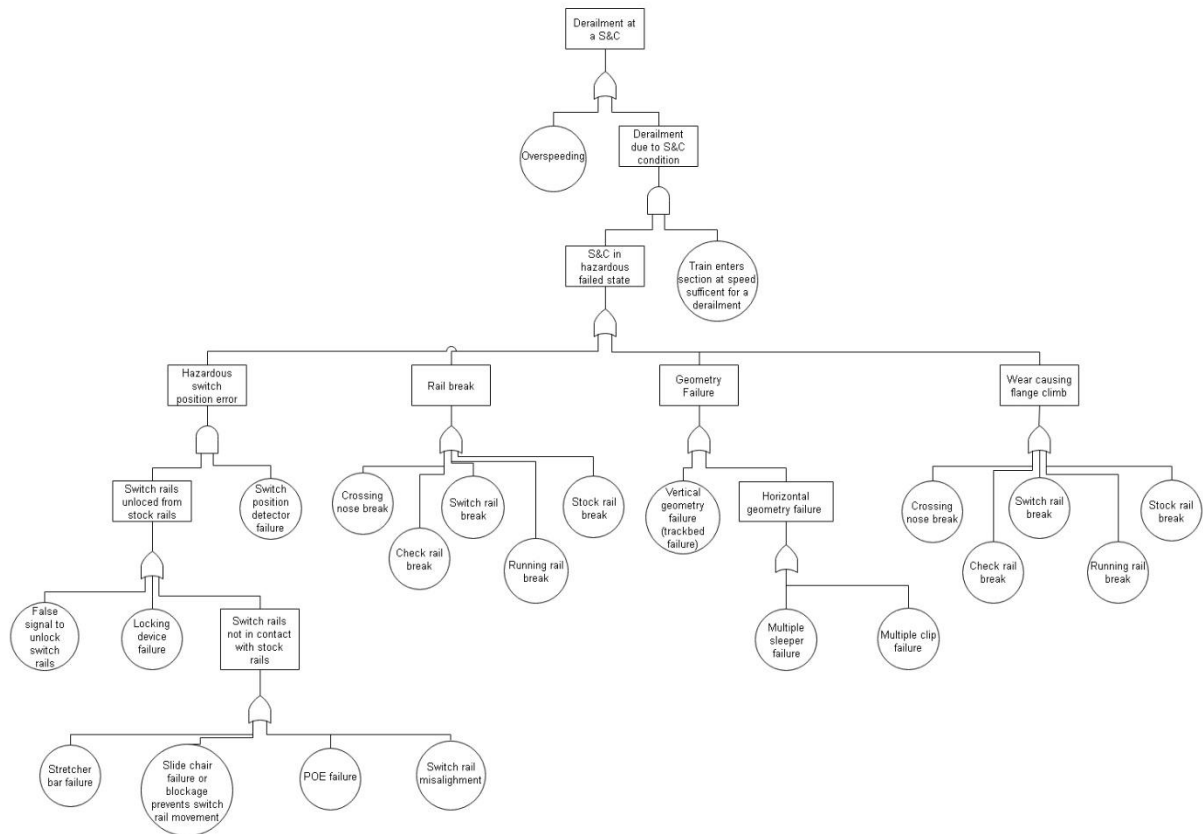 Derailment at
a S&C
Overspeeding
Derailment
due to S&C
condition
S&C in
hazardous
failed state
Train enters
section at speed
sufficent for a
derailment
Hazardous
switch
position error
Rail break
Geometry
Failure
Wear causing
flange climb
Switch rails
unloced from
stock rails
Switch
position
detector
failure
Crossing
nose break
Check rail
break
Switch rail
break
Running rail
break
Stock rail
break
Vertical
geometry
failure
(trackbed
failure)
Horizontal
geometry failure
Crossing
nose break
Check rail
break
Switch rail
break
Running rail
break
Stock rail
break
False
signal to
unlock
switch
rails
Locking
device
failure
Switch rails
not in contact
with stock
rails
Multiple
sleeper
failure
Multiple clip
failure
Stretcher
bar failure
Slide chair
failure or
blockage
prevents switch
rail movement
POE failure
Switch rail
misalighment